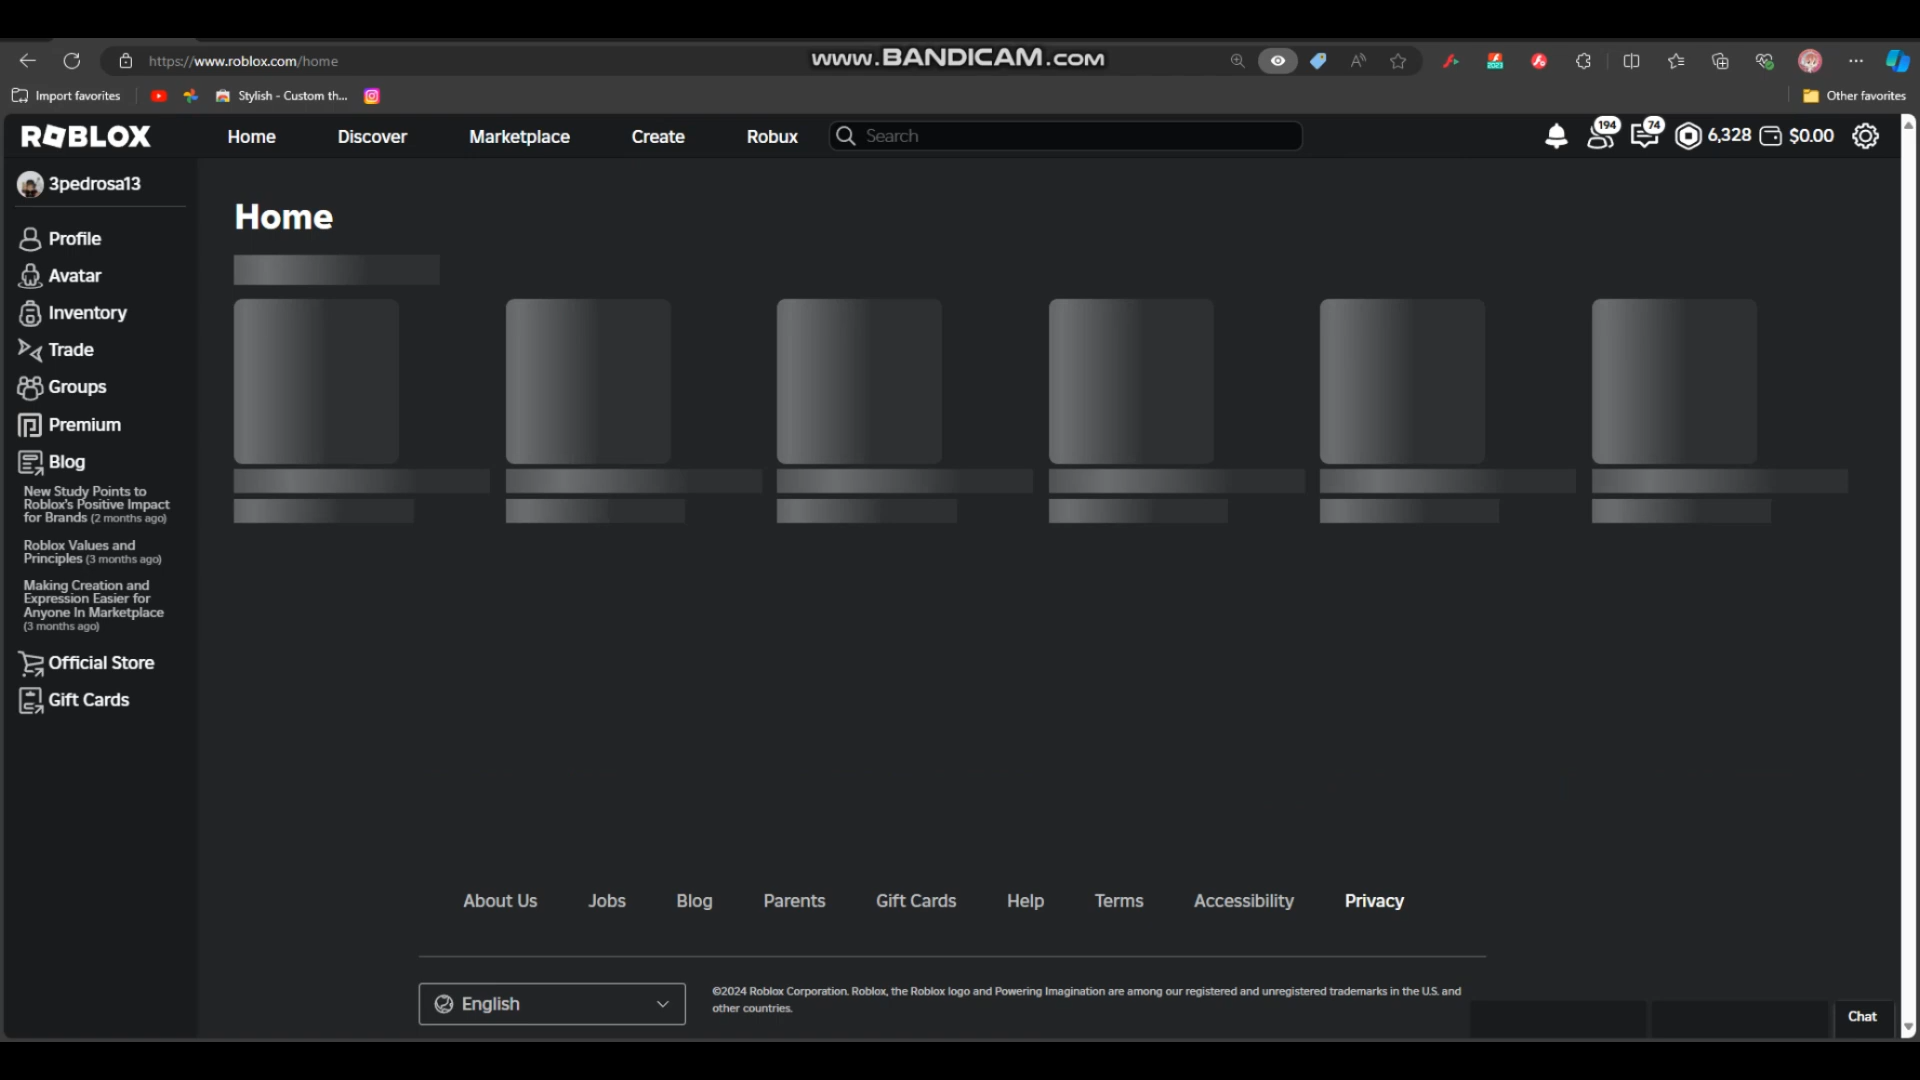 https://www.roblox.com/home
www.BANDICAM.com
Import favorites
Stylish - Custom th...
Other favorites
ROBLOX
Home
Discover
Marketplace
Create
Robux
Search
194
74
6,328
$0.00
3pedrosa13
Profile
Avatar
Inventory
Trade
Groups
Premium
Blog
New Study Points to
Roblox's Positive Impact
for Brands (2 months ago)
Roblox Values and
Principles (3 months ago)
Making Creation and
Expression Easier for
Anyone In Marketplace
(3 months ago)
Official Store
Gift Cards
Home
About Us
Jobs
Blog
Parents
Gift Cards
Help
Terms
Accessibility
Privacy
English
©2024 Roblox Corporation. Roblox, the Roblox logo and Powering Imagination are among our registered and unregistered trademarks in the U.S. and
other countries.
Chat